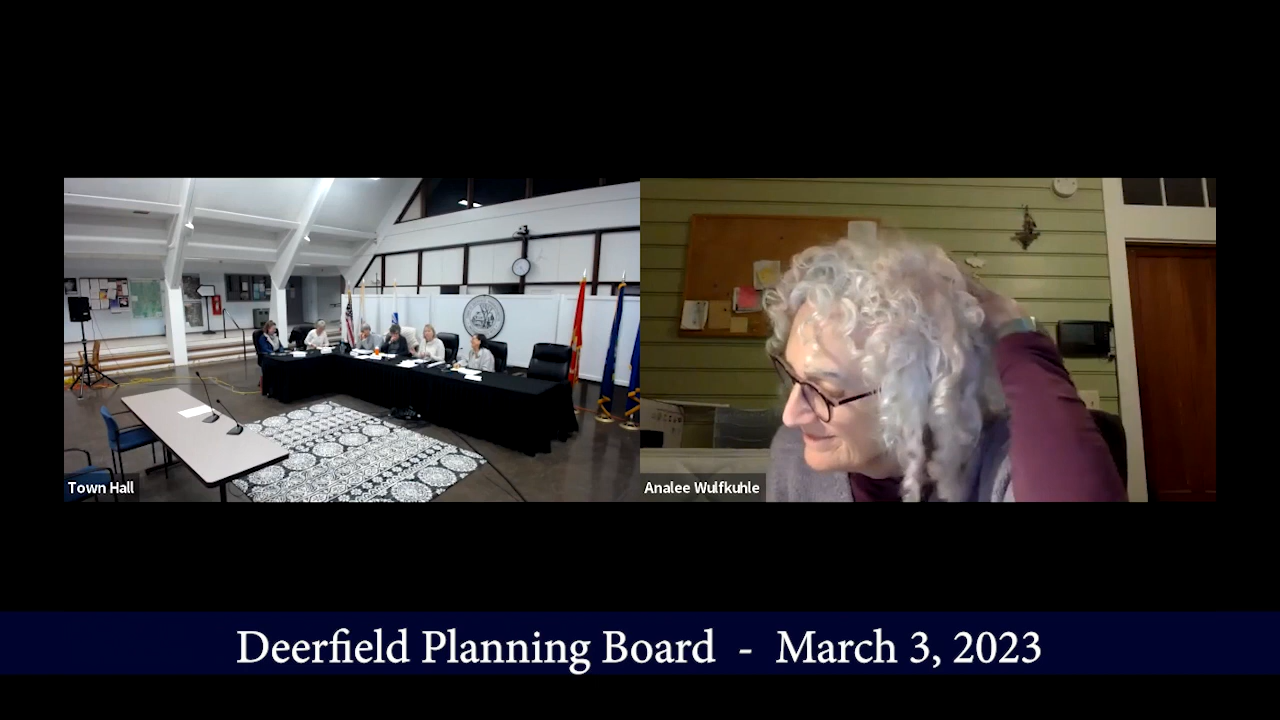 Town Hall
Analee Wulfkuhle
Deerfield Planning Board - March 3, 2023